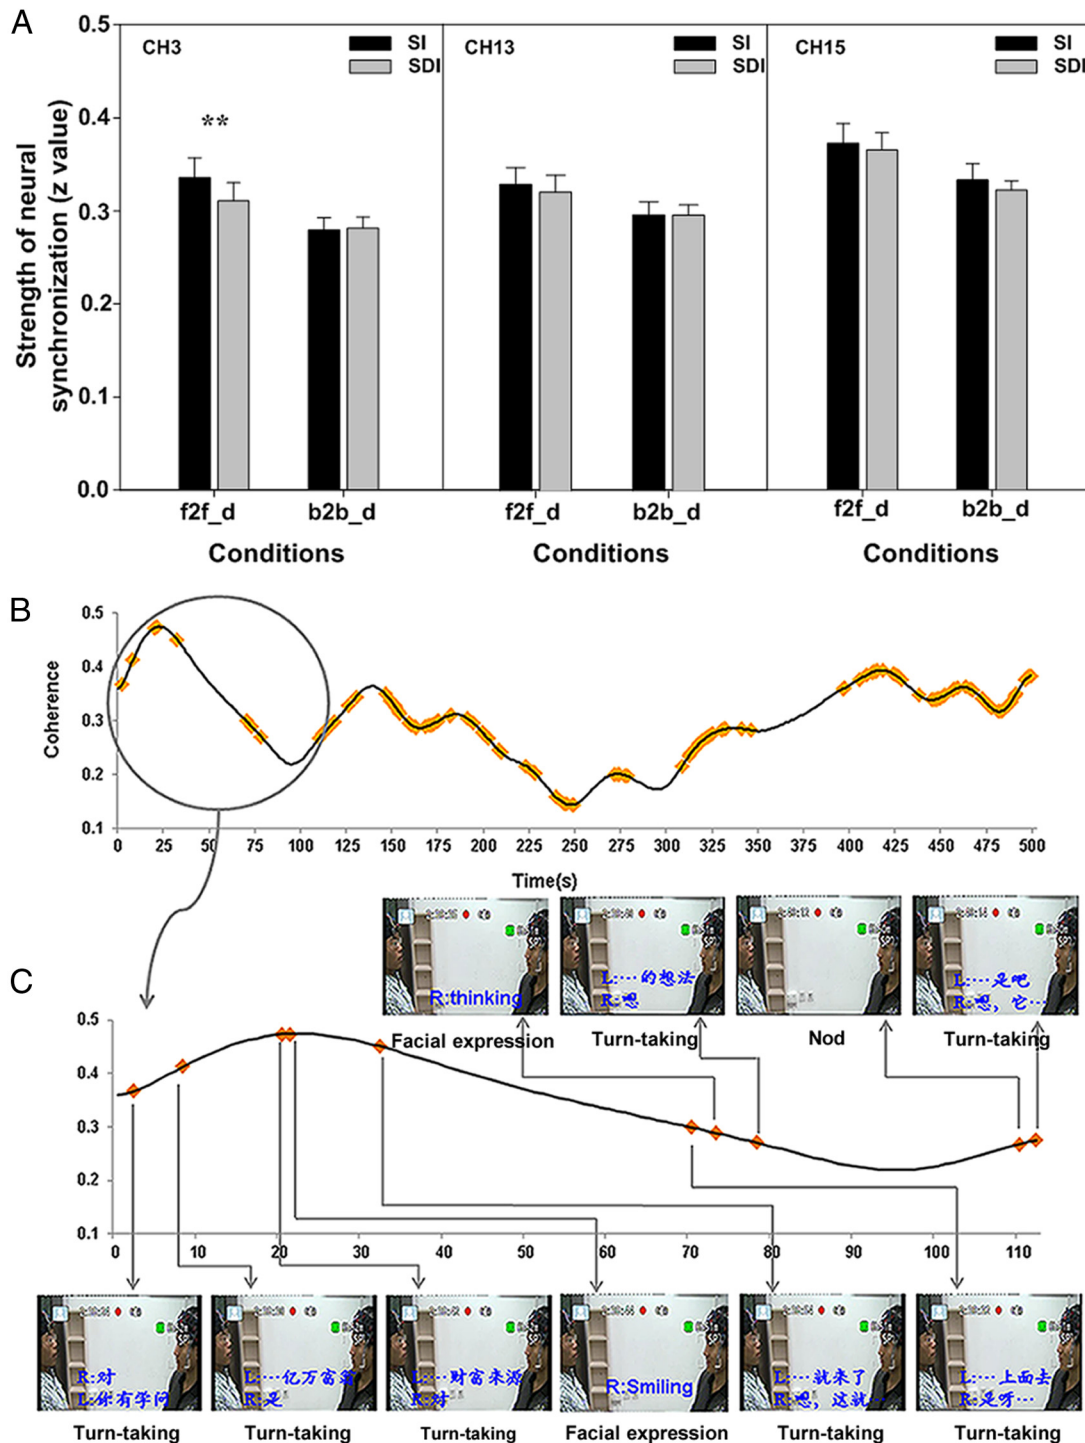 A
CH3
SI
SDI
CH13
SI
SDI
CH15
SI
SDI
Strength of neural
synchronization (z value)
0.5
0.4
0.3
0.2
0.1
0.0
**
f2f_d
b2b_d
f2f_d
b2b_d
f2f_d
b2b_d
Conditions
Conditions
Conditions
B
Coherence
0.5
0.4
0.3
0.2
0.1
0 25 50 75 100 125 150 175 200 225 250 275 300 325 350 375 400 425 450 475 500
Time(s)
R:thinking
L:…的想法
R:嗯
L:…是吧
R:嗯,它…
Facial expression
Turn-taking
Nod
Turn-taking
C
0.5
0.4
0.3
0.2
0.1
0 10 20 30 40 50 60 70 80 90 100 110
R:对
L:你有学问
L:…亿万富翁
R:是
L:…财富来源
R:对
R:Smiling
L:…就来了
R:嗯,这就…
L:…上面去
R:是呀…
Turn-taking
Turn-taking
Turn-taking
Facial expression
Turn-taking
Turn-taking